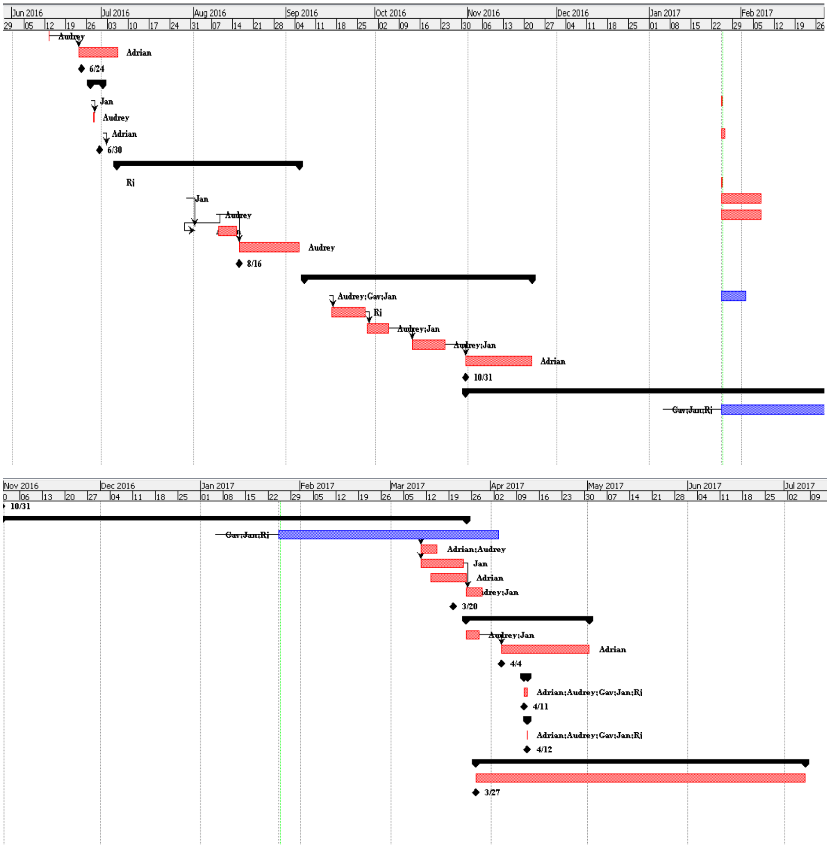 Jun 2016 Jul 2016 Aug 2016 Sep 2016 Oct 2016 Nov 2016 Dec 2016 Jan 2017 Feb 2017
29 05 12 19 26 03 10 17 24 31 07 14 21 28 04 11 18 25 02 09 16 23 30 06 13 20 27 04 11 18 25 01 08 15 22 29 05 12 19 26
Audrey
Adrian
6/24
Jan
Audrey
Adrian
6/30
Rj
Jan
Audrey
Audrey
8/16
Audrey;Gav;Jan
Rj
Audrey;Jan
Audrey;Jan
Adrian
10/31
Gav;Jan;Rj
Nov 2016 Dec 2016 Jan 2017 Feb 2017 Mar 2017 Apr 2017 May 2017 Jun 2017 Jul 2017
0 06 13 20 27 04 11 18 25 01 08 15 22 29 05 12 19 26 05 12 19 26 02 09 16 23 30 07 14 21 28 04 11 18 25 02 09
10/31
Gav;Jan;Rj
Adrian;Audrey
Jan
Adrian
drey;Jan
3/20
Audrey;Jan
Adrian
4/4
Adrian;Audrey;Gav;Jan;Rj
4/11
Adrian;Audrey;Gav;Jan;Rj
4/12
3/27